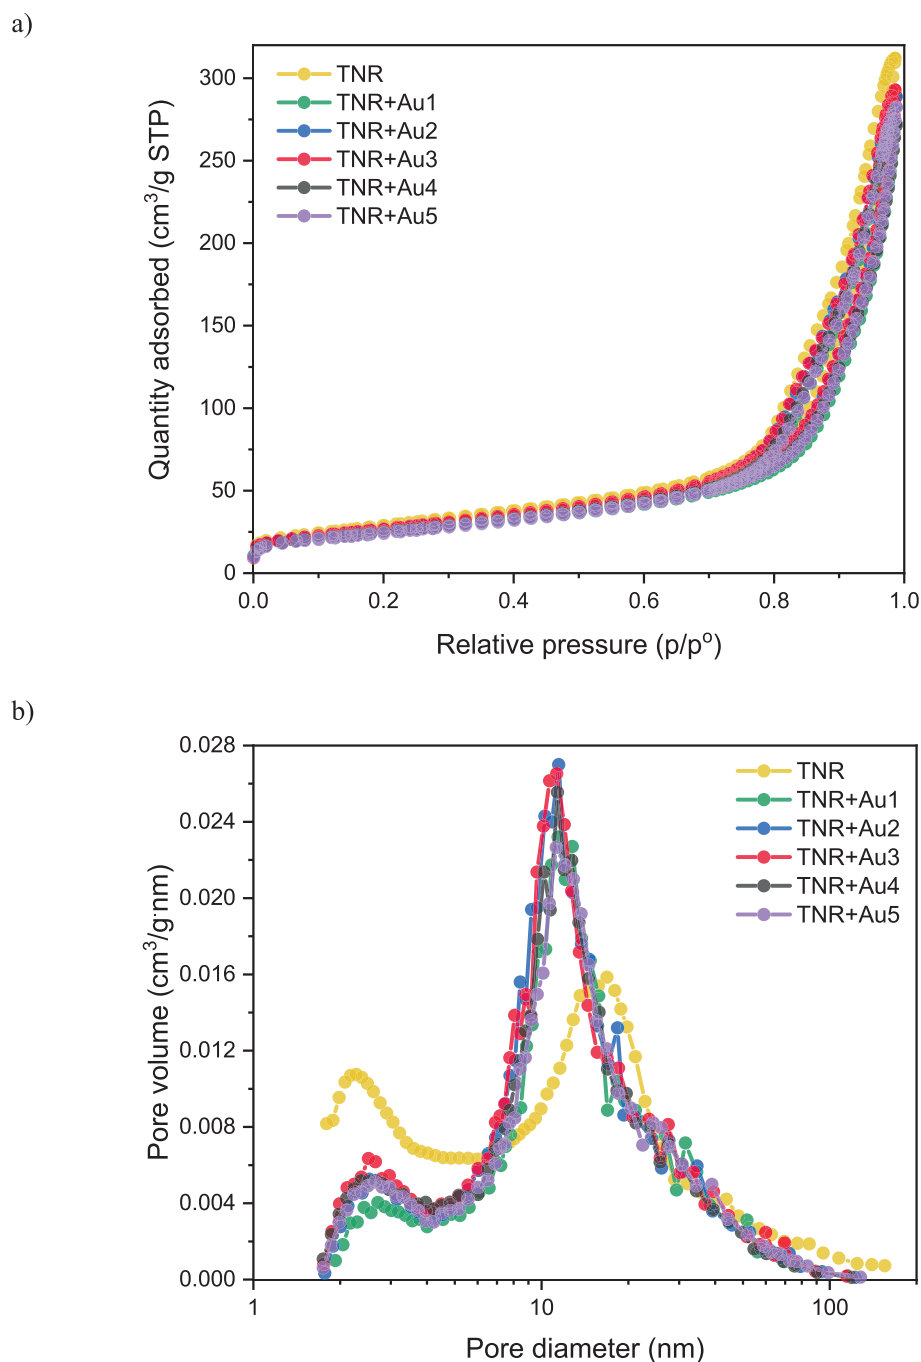 a)
TNR
TNR+Au1
TNR+Au2
TNR+Au3
TNR+Au4
TNR+Au5
Quantity adsorbed (cm³/g STP)
300
250
200
150
100
50
0
0.0 0.2 0.4 0.6 0.8 1.0
Relative pressure (p/pº)
b)
TNR
TNR+Au1
TNR+Au2
TNR+Au3
TNR+Au4
TNR+Au5
Pore volume (cm³/g·nm)
0.028
0.024
0.020
0.016
0.012
0.008
0.004
0.000
1 10 100
Pore diameter (nm)